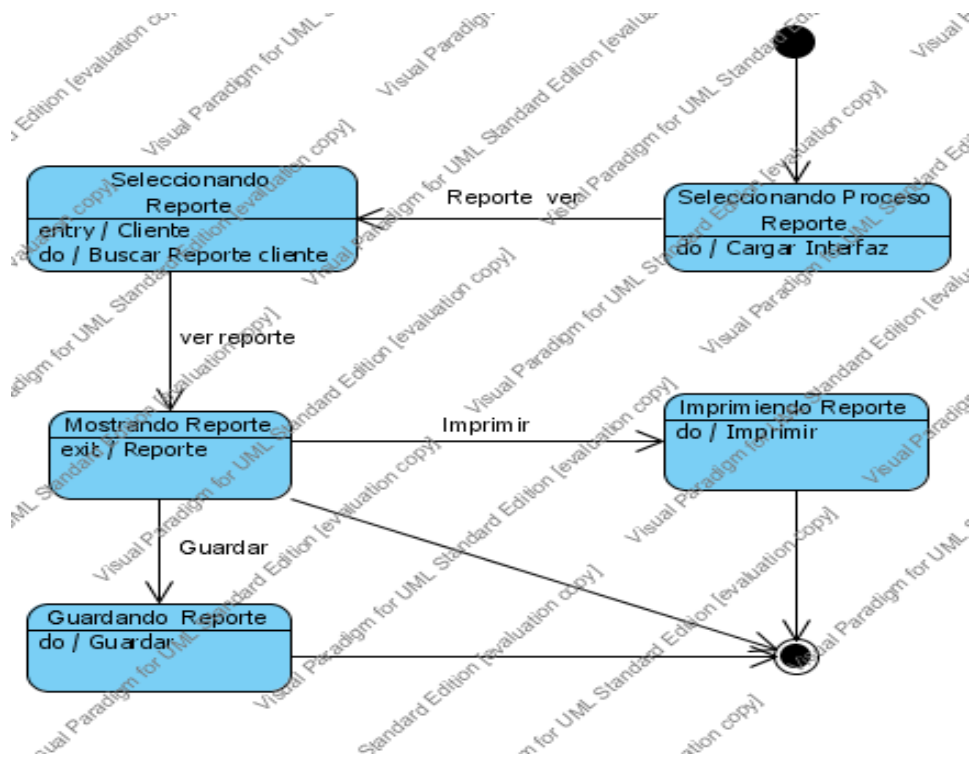 Seleccionando
Reporte
entry / Cliente
do / Buscar Reporte cliente
Reporte ver
Seleccionando Proceso
Reporte
do / Cargar Interfaz
ver reporte
Mostrando Reporte
exit / Reporte
Imprimir
Imprimiendo Reporte
do / Imprimir
Guardar
Guardando Reporte
do / Guardar
Visual Paradigm for UML Standard Edition [evaluation copy]